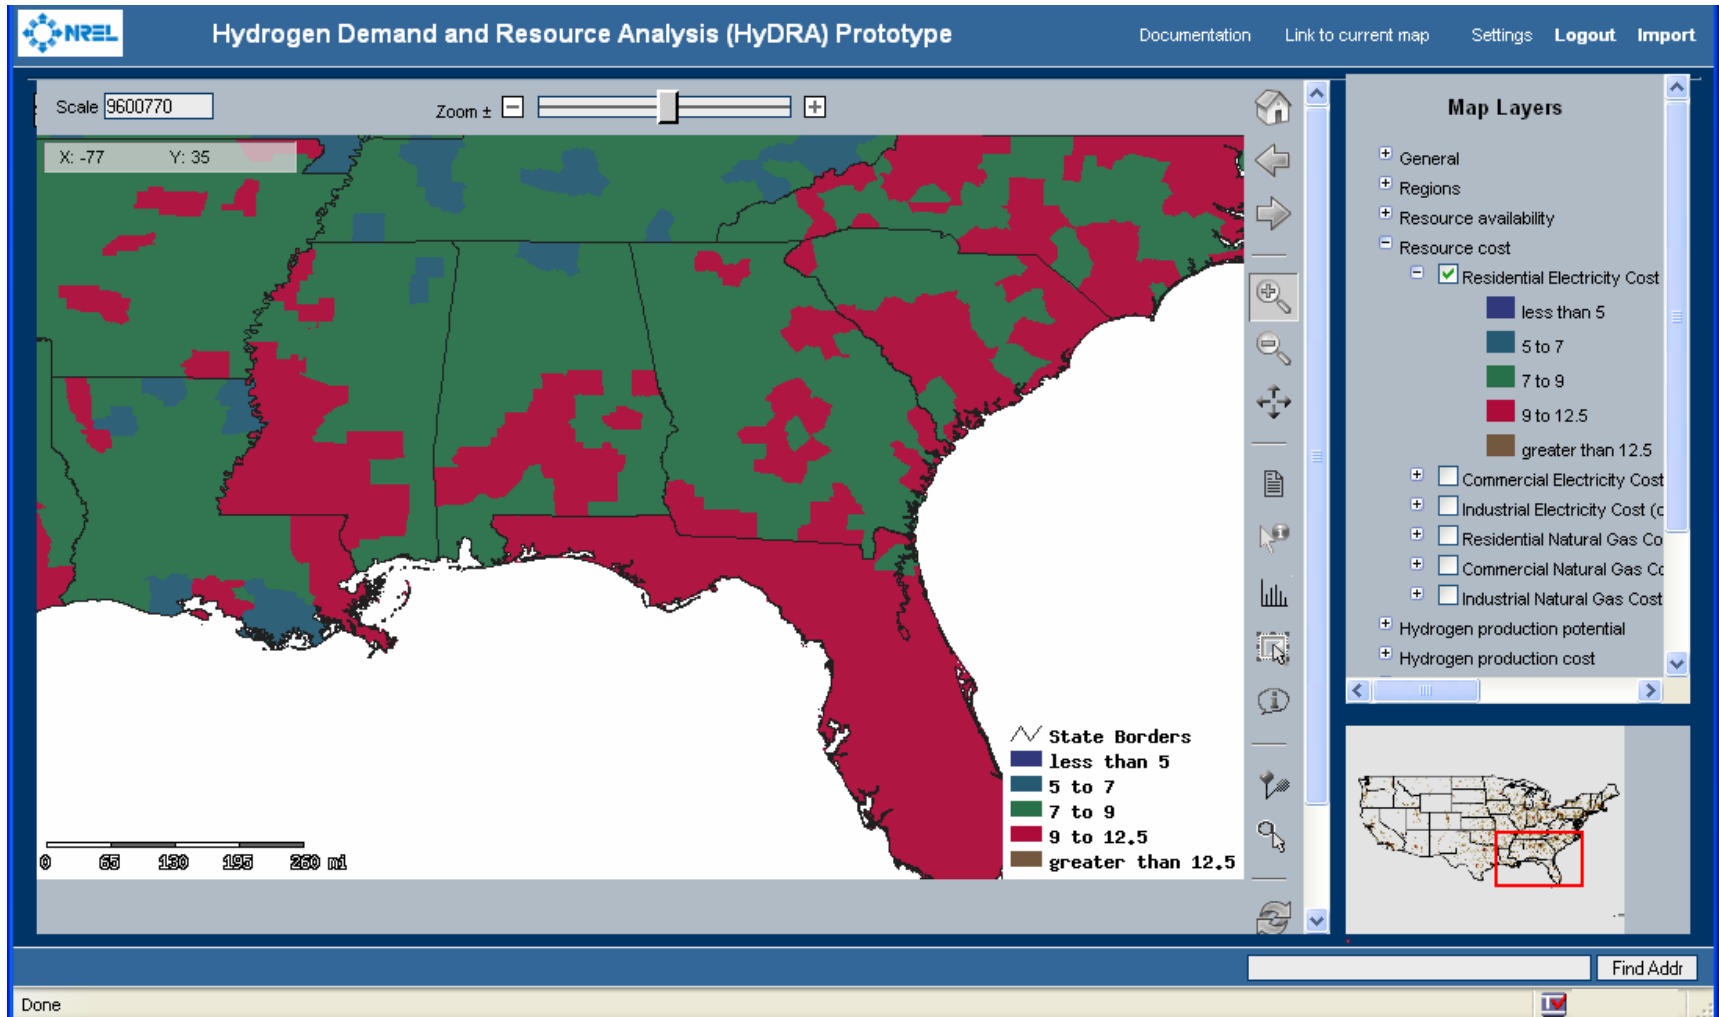 NREL
Hydrogen Demand and Resource Analysis (HyDRA) Prototype
Documentation Link to current map Settings Logout Import
Scale 9600770
Zoom ±
X: -77 Y: 35
State Borders
less than 5
5 to 7
7 to 9
9 to 12.5
greater than 12.5
0 65 130 195 260 mi
Map Layers
General
Regions
Resource availability
Resource cost
Residential Electricity Cost
less than 5
5 to 7
7 to 9
9 to 12.5
greater than 12.5
Commercial Electricity Cost
Industrial Electricity Cost (c
Residential Natural Gas Co
Commercial Natural Gas Co
Industrial Natural Gas Cost
Hydrogen production potential
Hydrogen production cost
Find Addr
Done